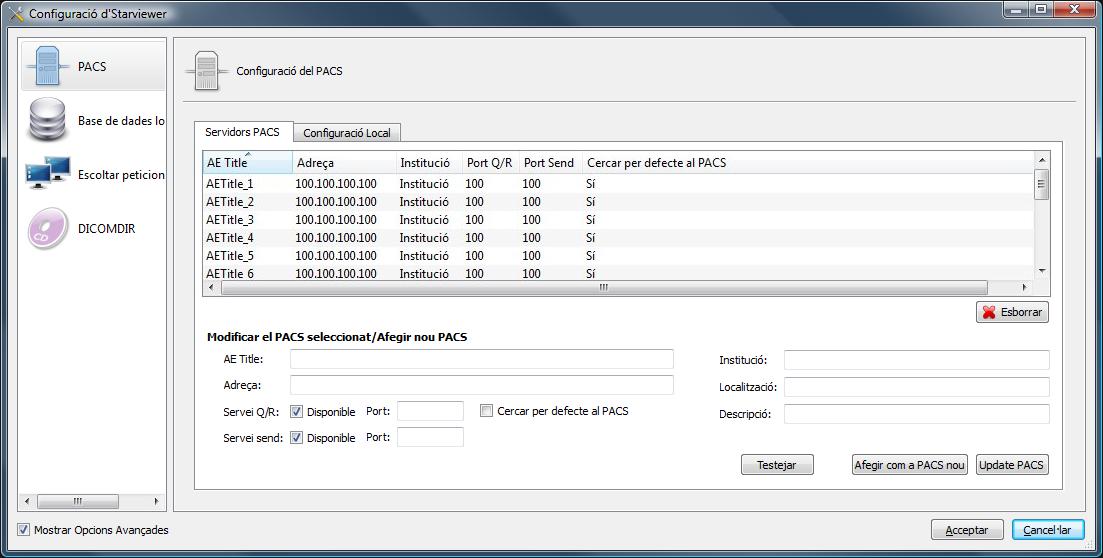 Configuració d'Starviewer
PACS
Base de dades lo
Escoltar peticion
DICOMDIR
Configuració del PACS
Servidors PACS Configuració Local
AE Title Adreça Institució Port Q/R Port Send Cercar per defecte al PACS
AETitle_1 100.100.100.100 Institució 100 100 Sí
AETitle_2 100.100.100.100 Institució 100 100 Sí
AETitle_3 100.100.100.100 Institució 100 100 Sí
AETitle_4 100.100.100.100 Institució 100 100 Sí
AETitle_5 100.100.100.100 Institució 100 100 Sí
AETitle 6 100.100.100.100 Institució 100 100 Sí
Esborrar
Modificar el PACS seleccionat/Afegir nou PACS
AE Title: Institució:
Adreça: Localització:
Servei Q/R: Disponible Port: Cercar per defecte al PACS Descripció:
Servei send: Disponible Port:
Testejar Afegir com a PACS nou Update PACS
Mostrar Opcions Avançades
Acceptar Cancel·lar
CD